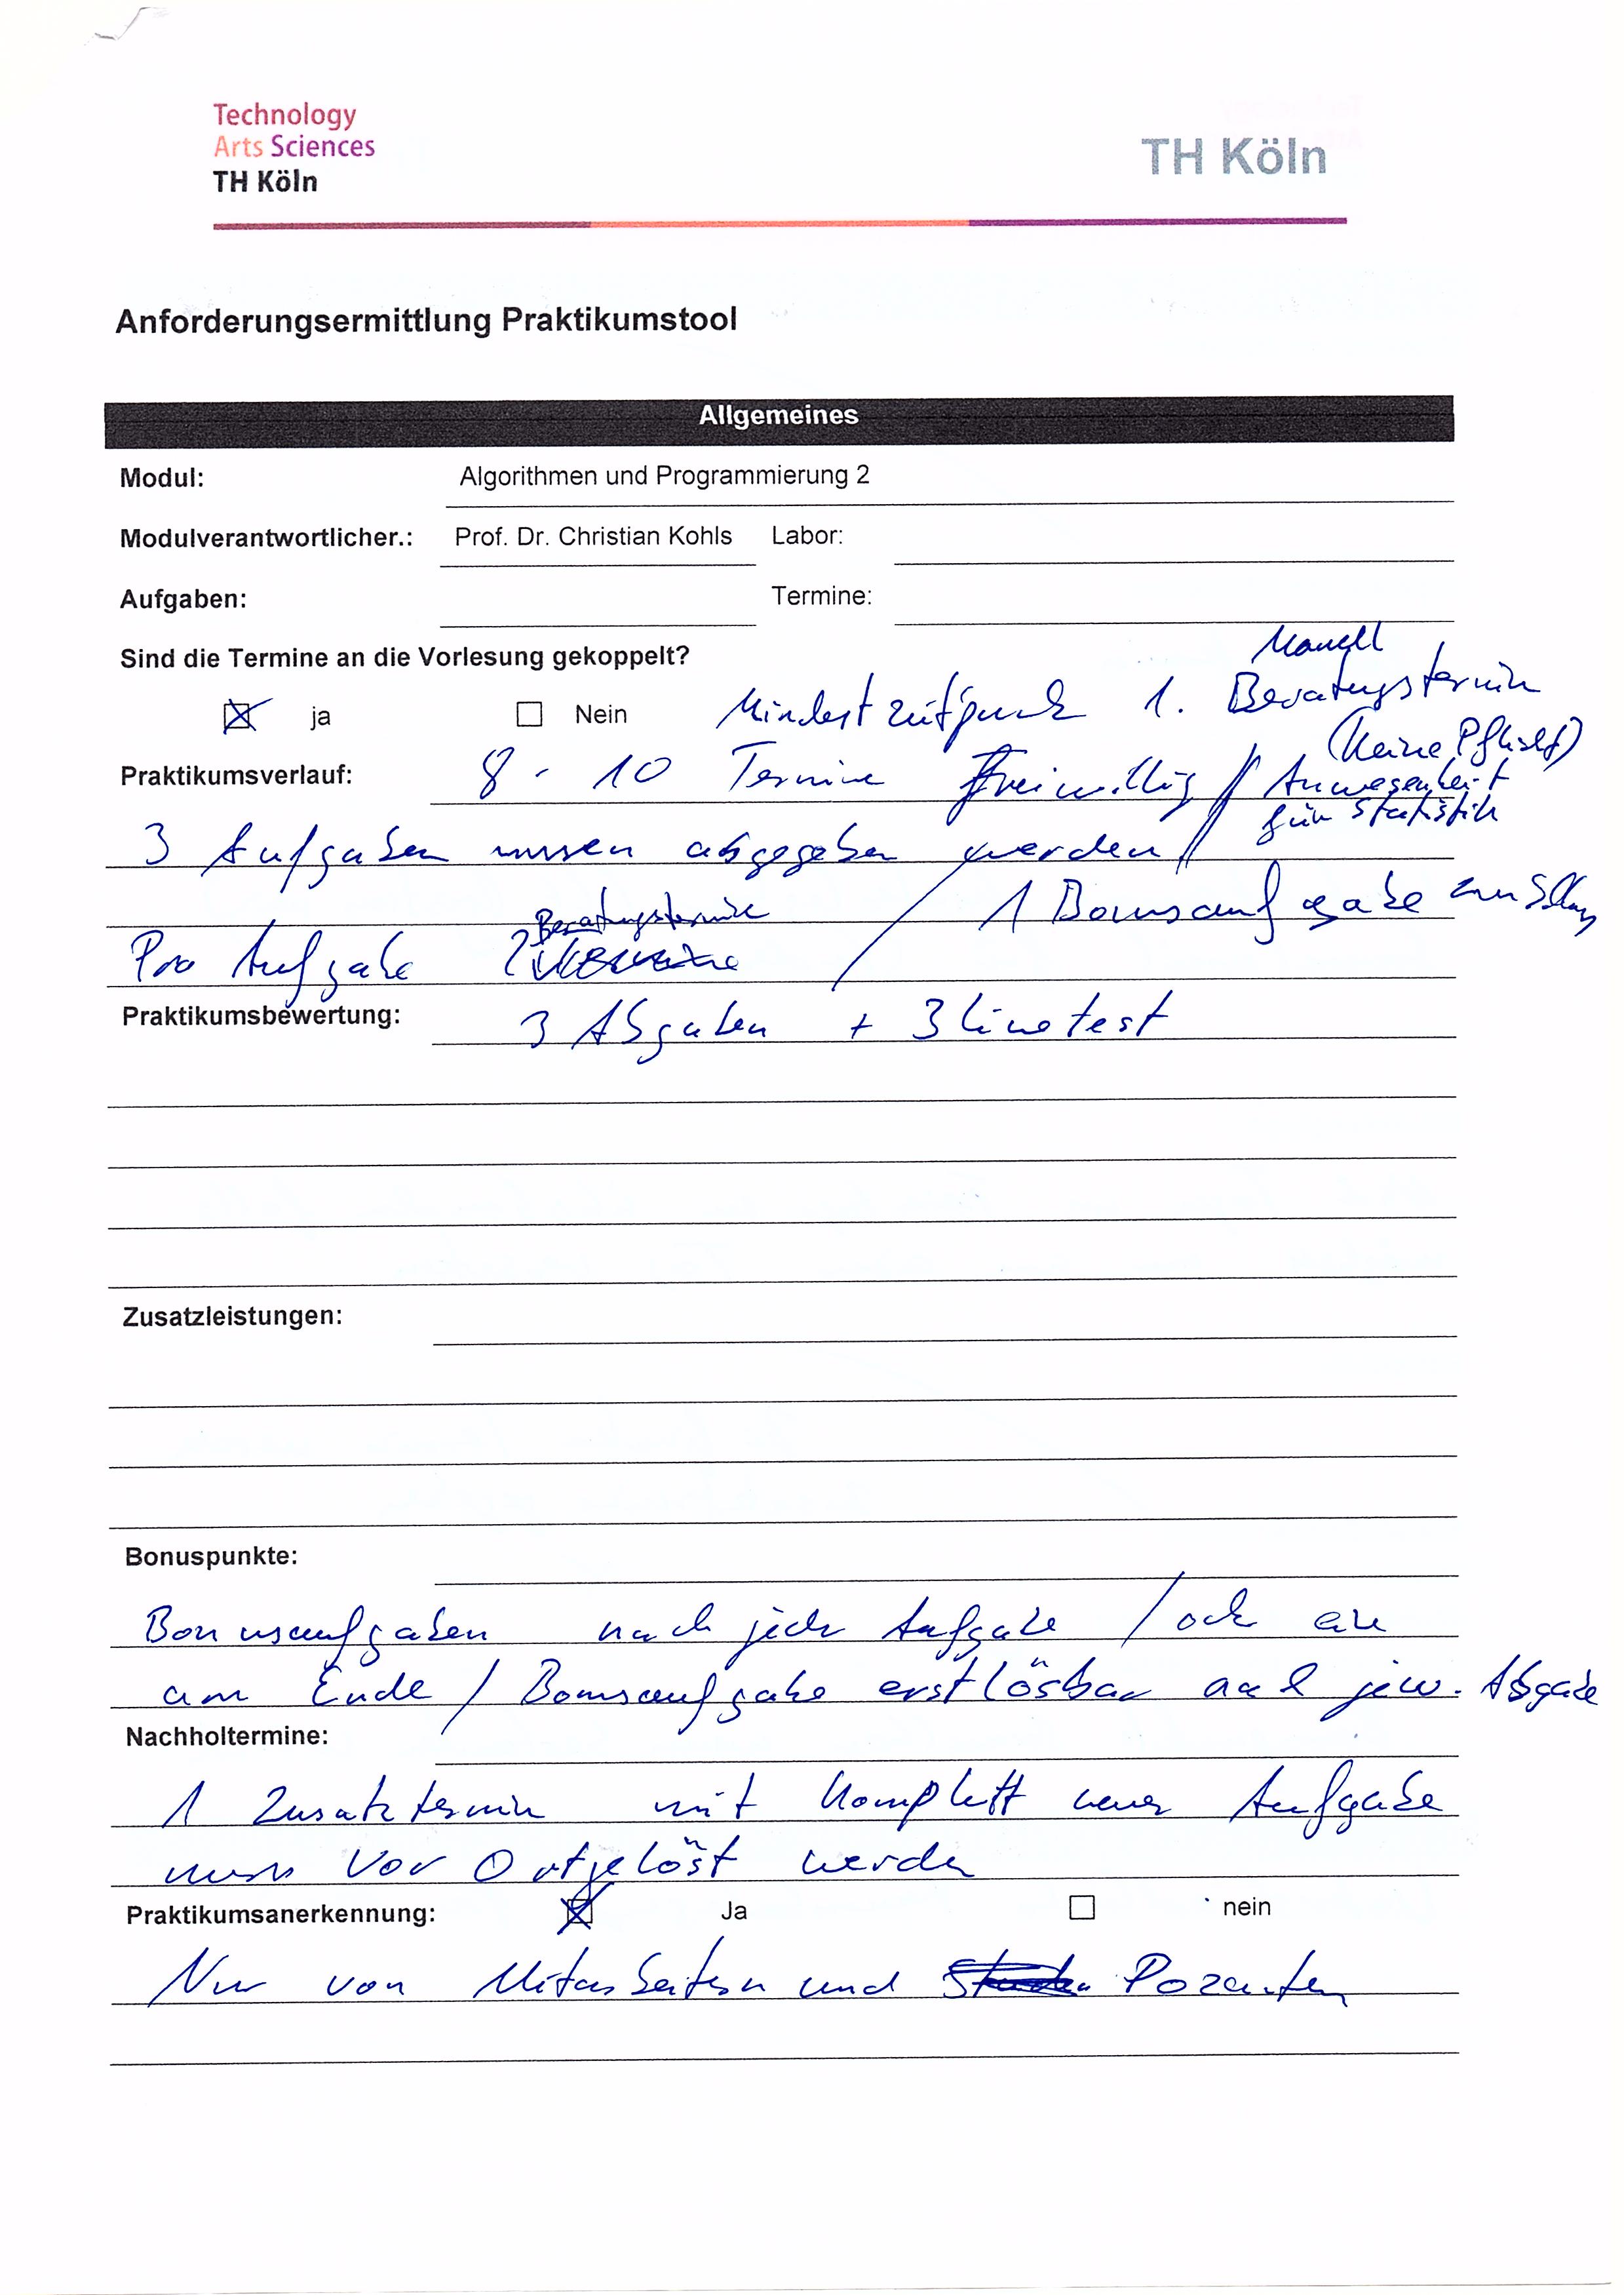 Technology
Arts Sciences
TH Köln
TH Köln
Anforderungsermittlung Praktikumstool
Allgemeines
Modul: Algorithmen und Programmierung 2
Modulverantwortlicher.: Prof. Dr. Christian Kohls Labor:
Aufgaben: Termine:
Sind die Termine an die Vorlesung gekoppelt?
Manuell
ja Nein Mindestzeitpunk 1. Beratungstermin
(keine Pflicht)
Praktikumsverlauf: 8 - 10 Termine Freiwillig // Anwesenheit
für Statistik
3 Aufgaben müssen abgegeben werden //
1 Bonusaufgabe zum
Beratungstermine
Pro Aufgabe 2 /
Praktikumsbewertung: 3 Abgaben + 3 Livetest
Zusatzleistungen:
Bonuspunkte:
Bonusaufgaben nach jeder Aufgabe / oder eine
am Ende / Bonusaufgabe erst lösbar nach jew. Abgabe
Nachholtermine:
1 Zusatztermin mit komplett neuer Aufgabe
muss Vor Ort gelöst werden
Praktikumsanerkennung: Ja nein
Nur von Mitarbeitern und Dozenten